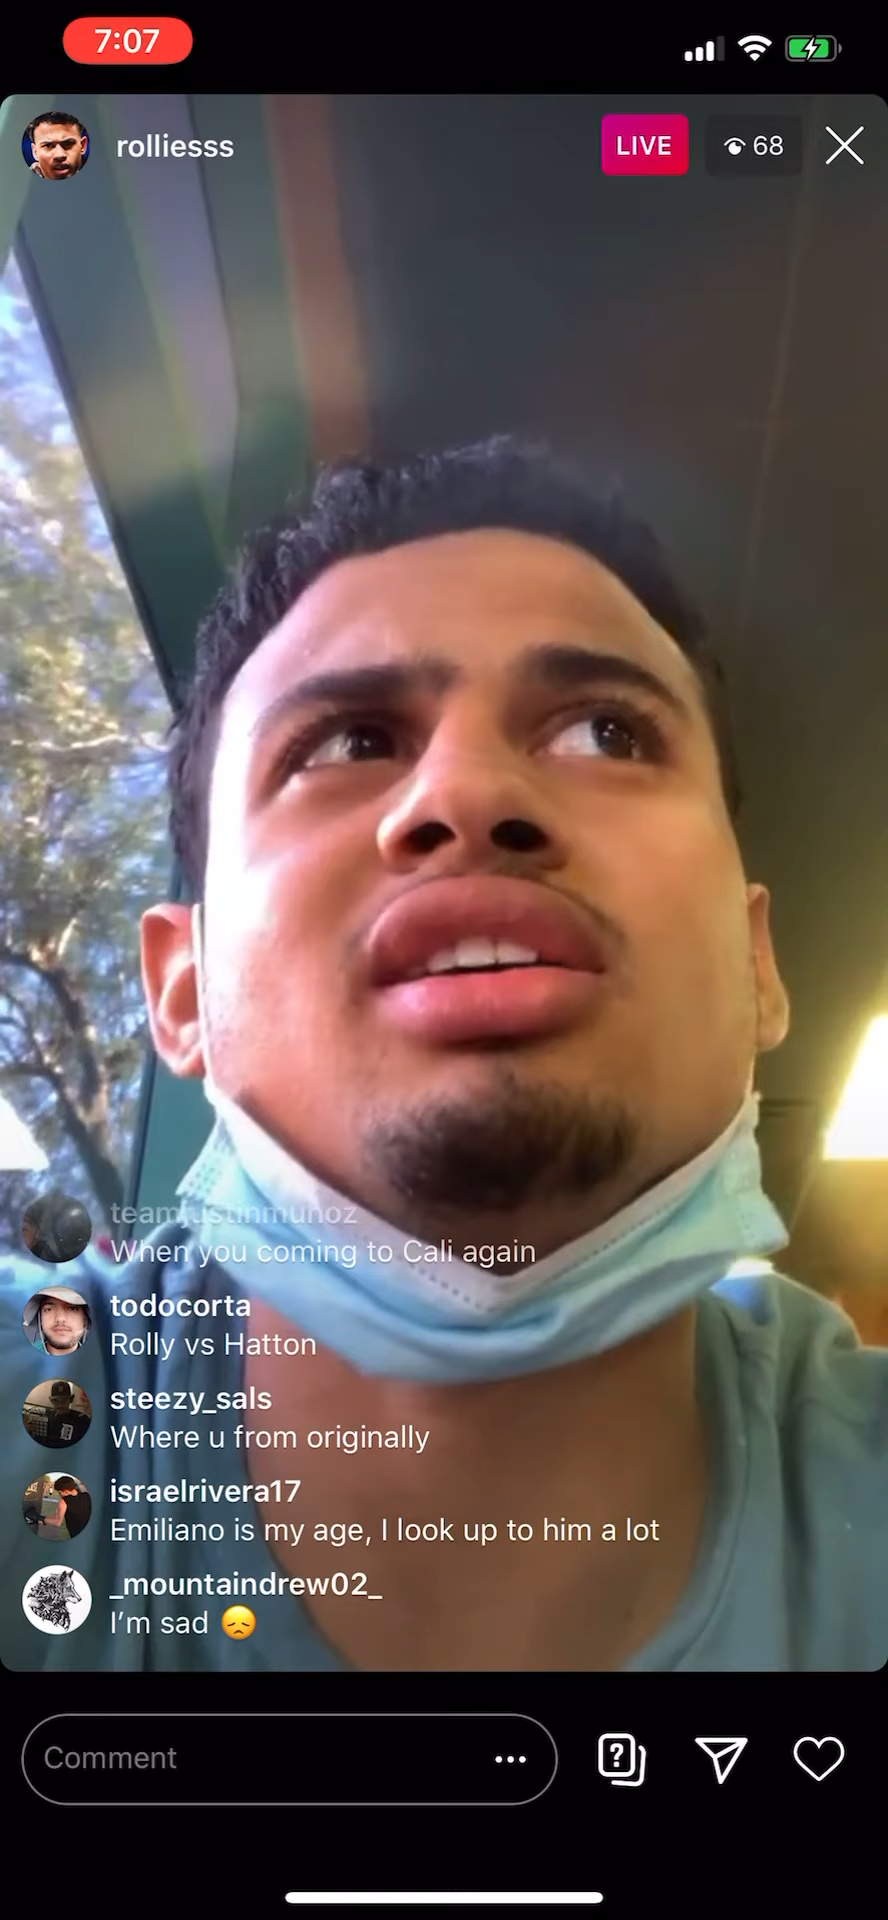 7:07
rolliesss
LIVE
68
teamjustinmunoz
When you coming to Cali again
todocorta
Rolly vs Hatton
steezy_sals
Where u from originally
israelrivera17
Emiliano is my age, I look up to him a lot
_mountaindrew02_
I’m sad 😞
Comment